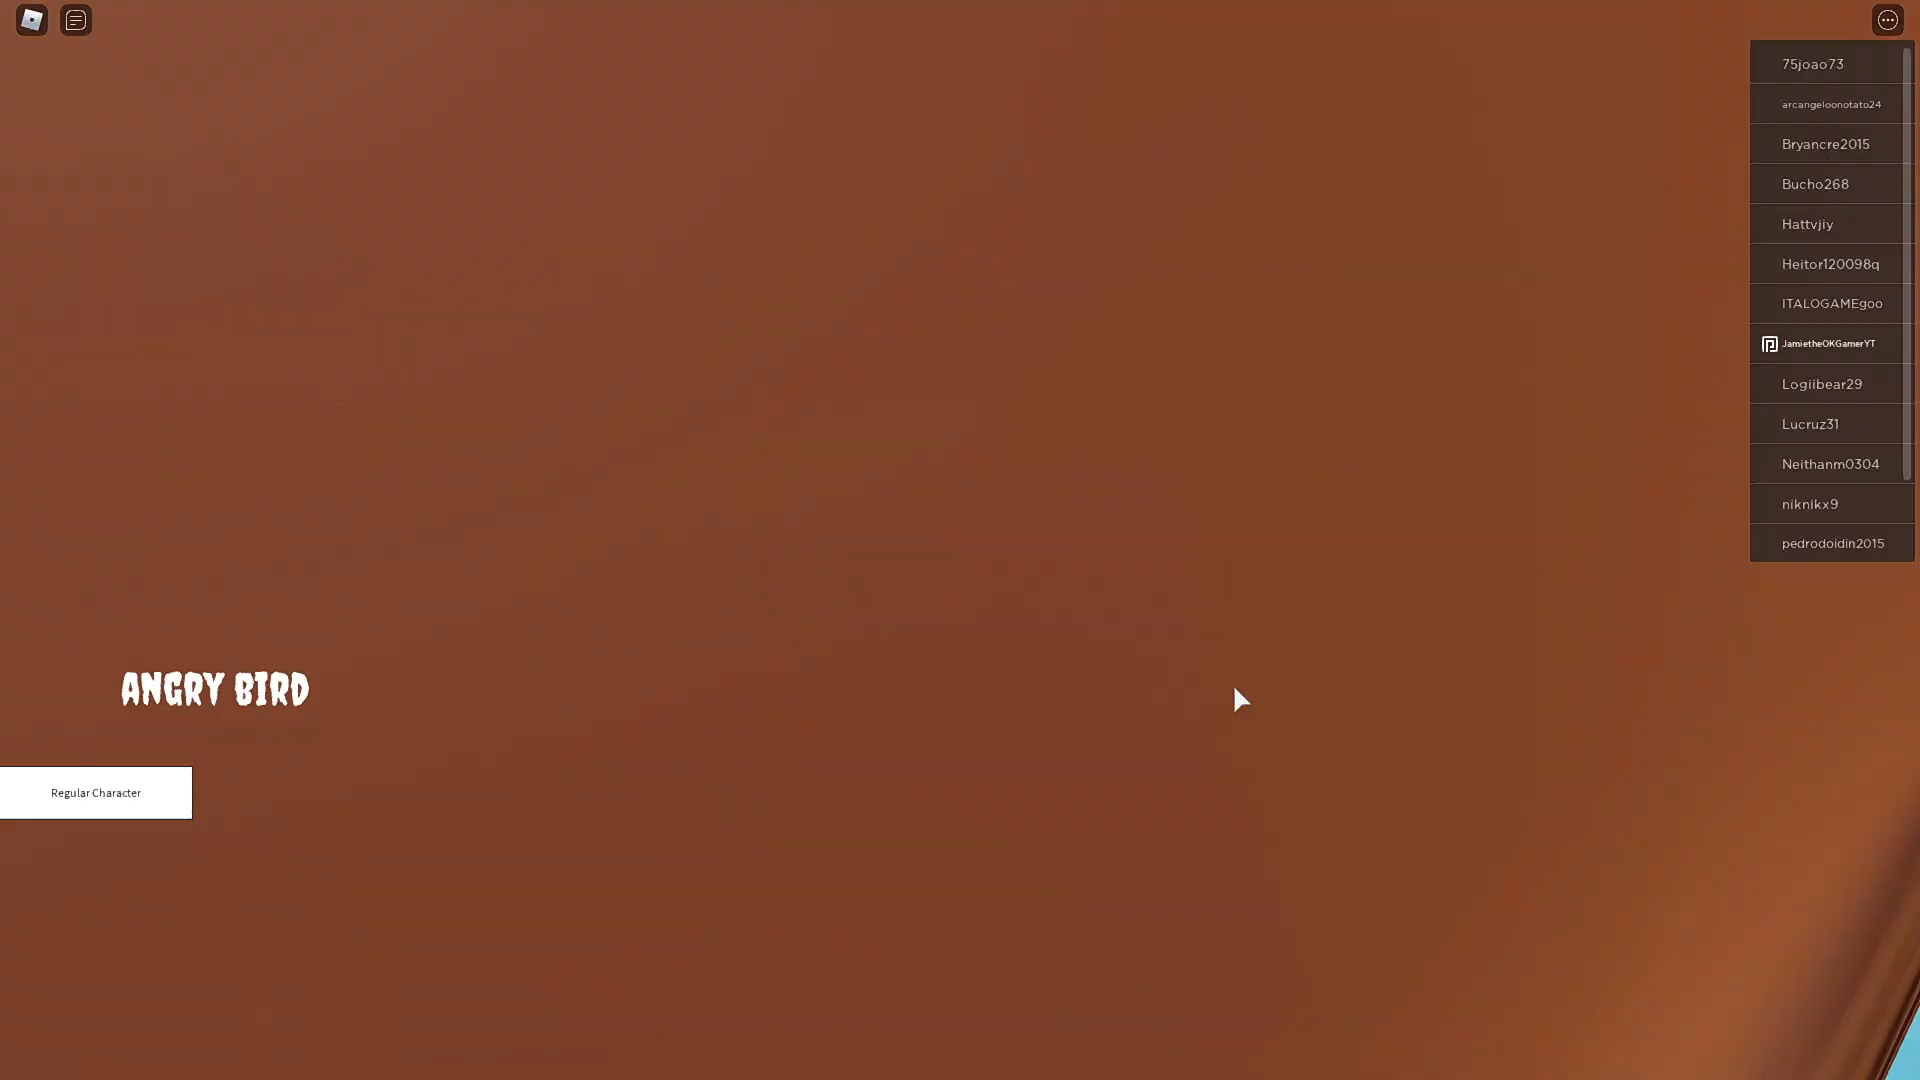 75joao73
arcangeloonotato24
Bryancre2015
Bucho268
Hattvjiy
Heitor120098q
ITALOGAMEgoo
JamietheOKGamerYT
Logiibear29
Lucruz31
Neithanm0304
niknikx9
pedrodoidin2015
ANGRY BIRD
Regular Character